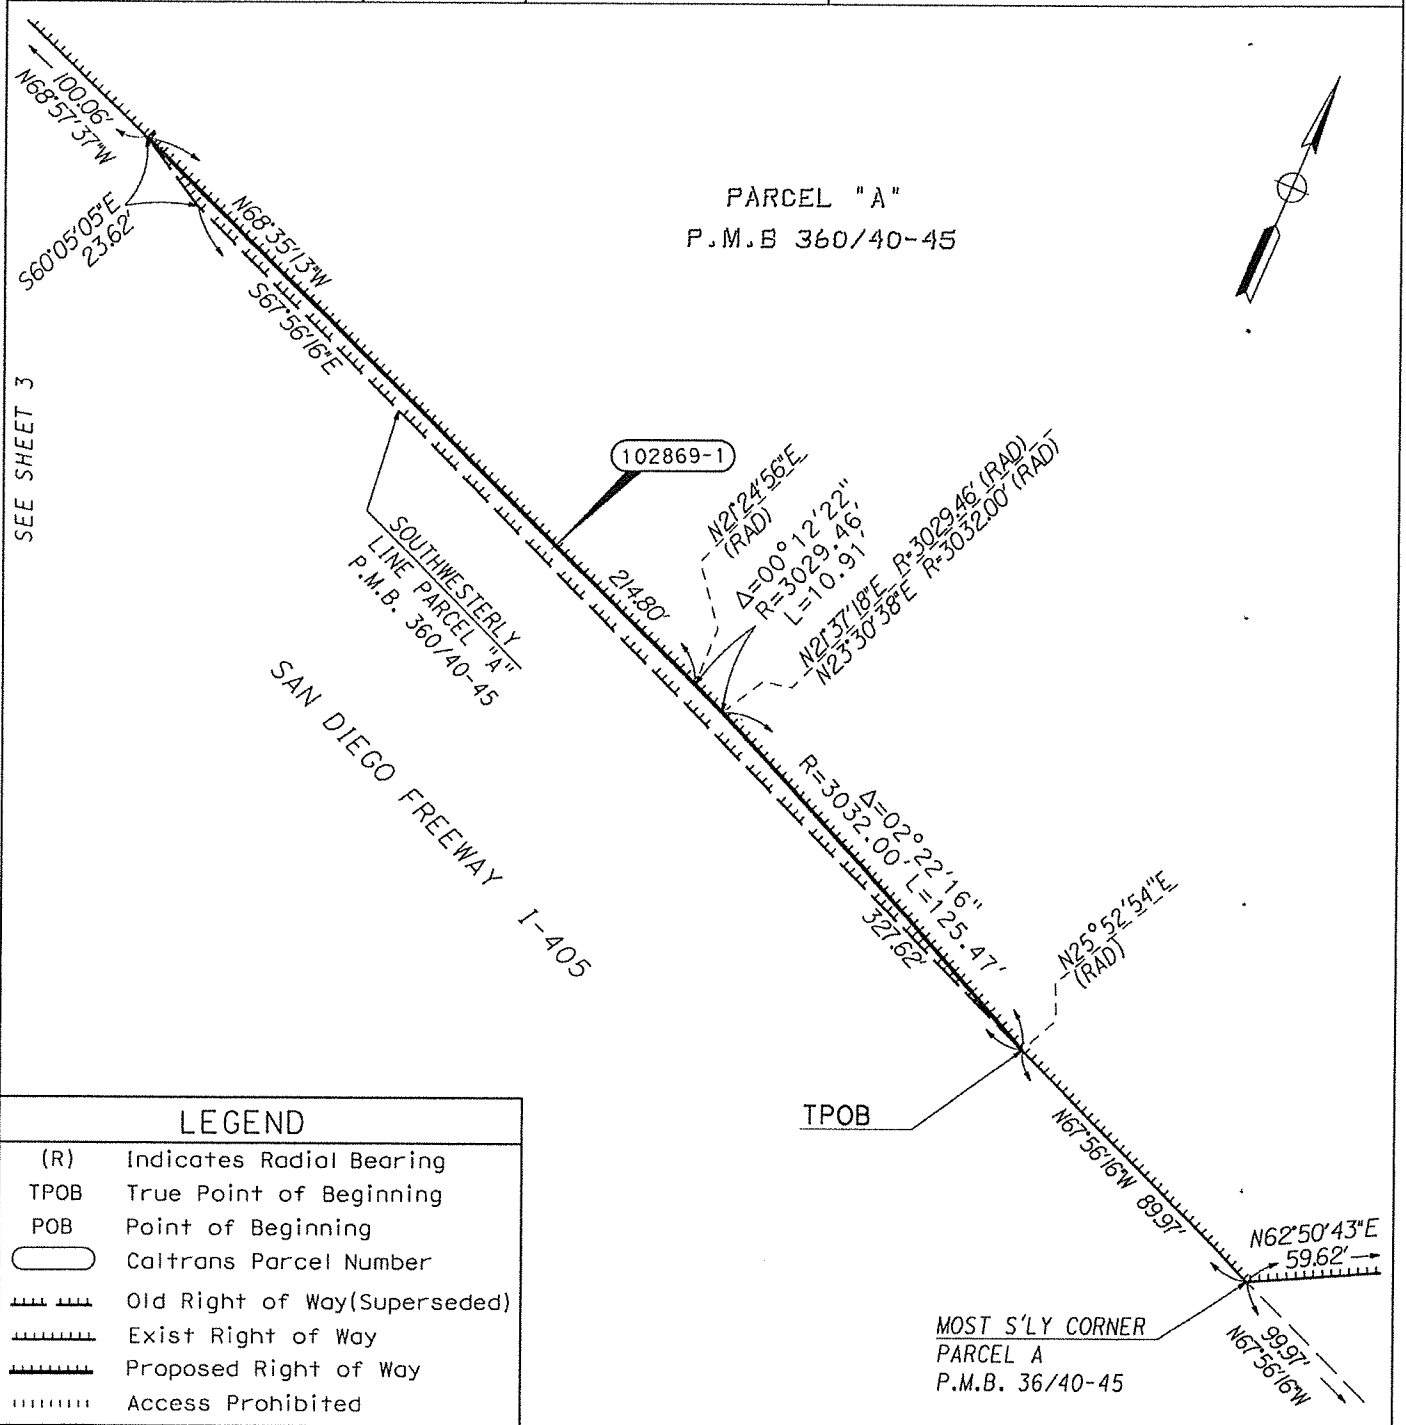 100.06'
N68°57'37"W
S60°05'05"E
23.62'
N68°35'13"W
S67°56'16"E
PARCEL "A"
P.M.B 360/40-45
SEE SHEET 3
102869-1
SOUTHWESTERLY
LINE PARCEL "A"
P.M.B. 360/40-45
214.80'
N21°24'56"E
(RAD)
Δ=00°12'22"
R=3029.46'
L=10.91'
N21°37'18"E R=3029.46' (RAD)
N23°30'38"E R=3032.00' (RAD)
SAN DIEGO FREEWAY I-405
Δ=02°22'16"
R=3032.00' L=125.47'
327.62'
N25°52'54"E
(RAD)
TPOB
N67°56'16"W 89.97'
N62°50'43"E
59.62'
MOST S'LY CORNER
PARCEL A
P.M.B. 36/40-45
99.97'
N67°56'16"W
LEGEND
(R) Indicates Radial Bearing
TPOB True Point of Beginning
POB Point of Beginning
Caltrans Parcel Number
Old Right of Way(Superseded)
Exist Right of Way
Proposed Right of Way
Access Prohibited